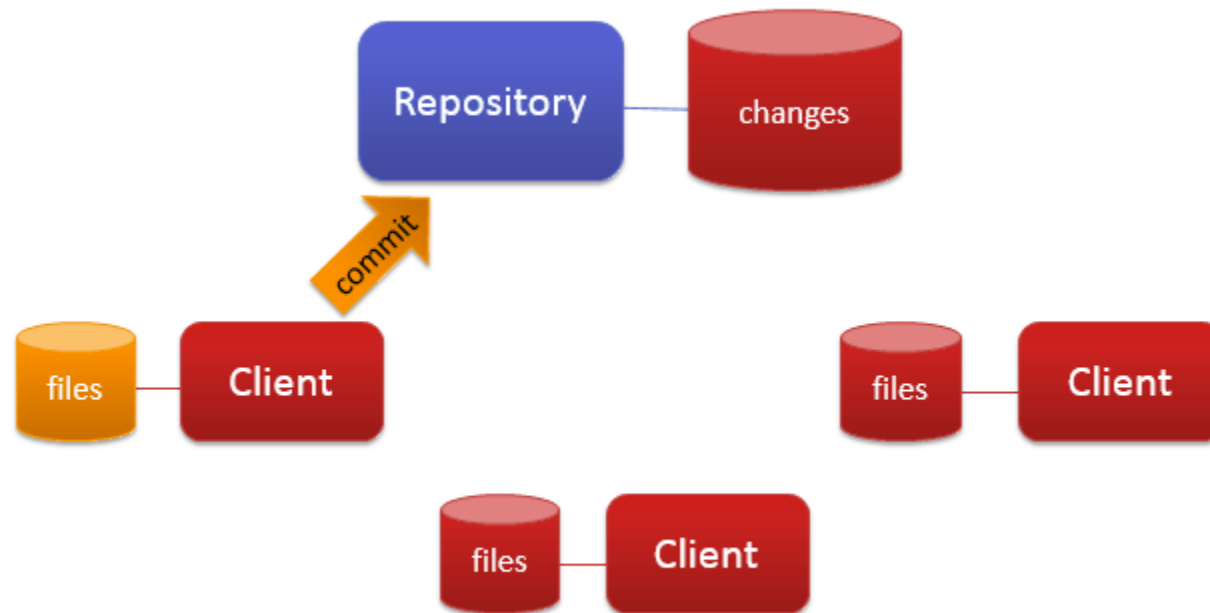 Repository
changes
commit
files
Client
files
Client
files
Client